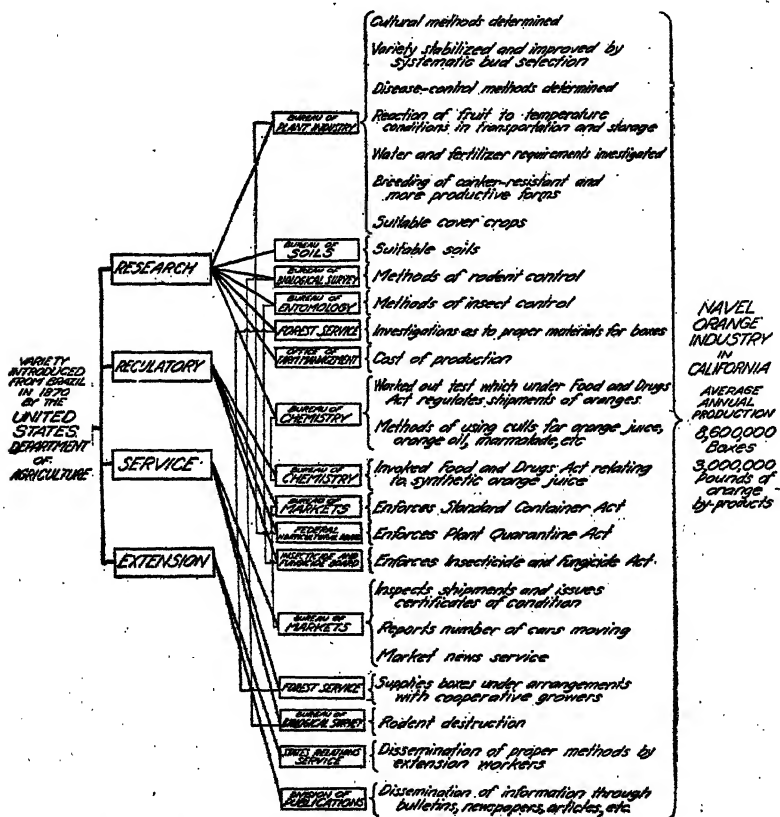 VARIETY
INTRODUCED
FROM BRAZIL
IN 1870
BY THE
UNITED
STATES
DEPARTMENT
OF
AGRICULTURE
RESEARCH
REGULATORY
SERVICE
EXTENSION
BUREAU OF
PLANT INDUSTRY
Cultural methods determined
Variety stabilized and improved by
systematic bud selection
Disease-control methods determined
Reaction of fruit to temperature
conditions in transportation and storage
Water and fertilizer requirements investigated
Breeding of canker-resistant and
more productive forms
Suitable cover crops
BUREAU OF
SOILS
Suitable soils
BUREAU OF
BIOLOGICAL SURVEY
Methods of rodent control
BUREAU OF
ENTOMOLOGY
Methods of insect control
FOREST SERVICE
Investigations as to proper materials for boxes
OFFICE OF
FARM MANAGEMENT
Cost of production
BUREAU OF
CHEMISTRY
Worked out test which under Food and Drugs
Act regulates shipments of oranges
Methods of using culls for orange juice,
orange oil, marmalade, etc
BUREAU OF
CHEMISTRY
Invoked Food and Drugs Act relating
to synthetic orange juice
BUREAU OF
MARKETS
Enforces Standard Container Act
FEDERAL
HORTICULTURAL BOARD
Enforces Plant Quarantine Act
INSECTICIDE AND
FUNGICIDE BOARD
Enforces Insecticide and Fungicide Act
BUREAU OF
MARKETS
Inspects shipments and issues
certificates of condition
Reports number of cars moving
Market news service
FOREST SERVICE
Supplies boxes under arrangements
with cooperative growers
BUREAU OF
BIOLOGICAL SURVEY
Rodent destruction
STATES RELATIONS
SERVICE
Dissemination of proper methods by
extension workers
DIVISION OF
PUBLICATIONS
Dissemination of information through
bulletins, newspapers, articles, etc.
NAVEL
ORANGE
INDUSTRY
IN
CALIFORNIA
AVERAGE
ANNUAL
PRODUCTION
8,600,000
Boxes
3,000,000
pounds of
orange
by-products